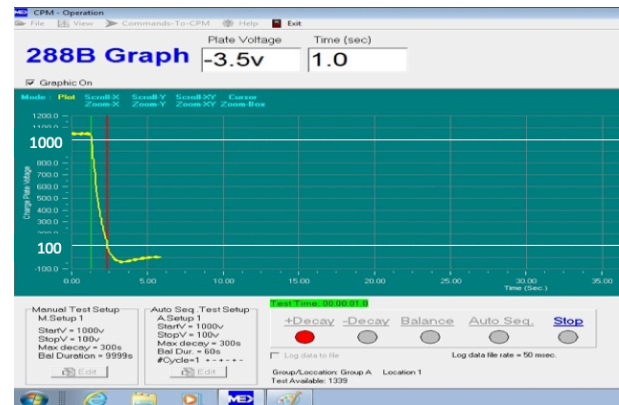 MED CPM - Operation
File View Commands-To-CPM Help Exit
Plate Voltage Time (sec)
288B Graph -3.5v 1.0
Graphic On
Mode : Plot Scroll-X Scroll-Y Scroll-XY Cursor
Zoom-X Zoom-Y Zoom-XY Zoom-Box
1200.0
1100.0
1000
800.0
700.0
600.0
500.0
400.0
300.0
100
-100.0
Charge Plate Voltage
0.00 5.00 10.00 15.00 20.00 25.00 30.00 35.00
Time (Sec.)
Test Time: 00:00:01.0
Manual Test Setup
M.Setup 1
StartV = 1000v
StopV = 100v
Max decay = 300s
Bal Duration = 9999s
Edit
Auto Seq. Test Setup
A.Setup 1
StartV = 1000v
StopV = 100v
Max decay = 300s
Bal Dur. = 60s
#Cycle=1 + - + - + -
Edit
+Decay -Decay Balance Auto Seq. Stop
Log data to file Log data file rate = 50 msec.
Group/Loccation: Group A Location 1
Test Available: 1339
MED